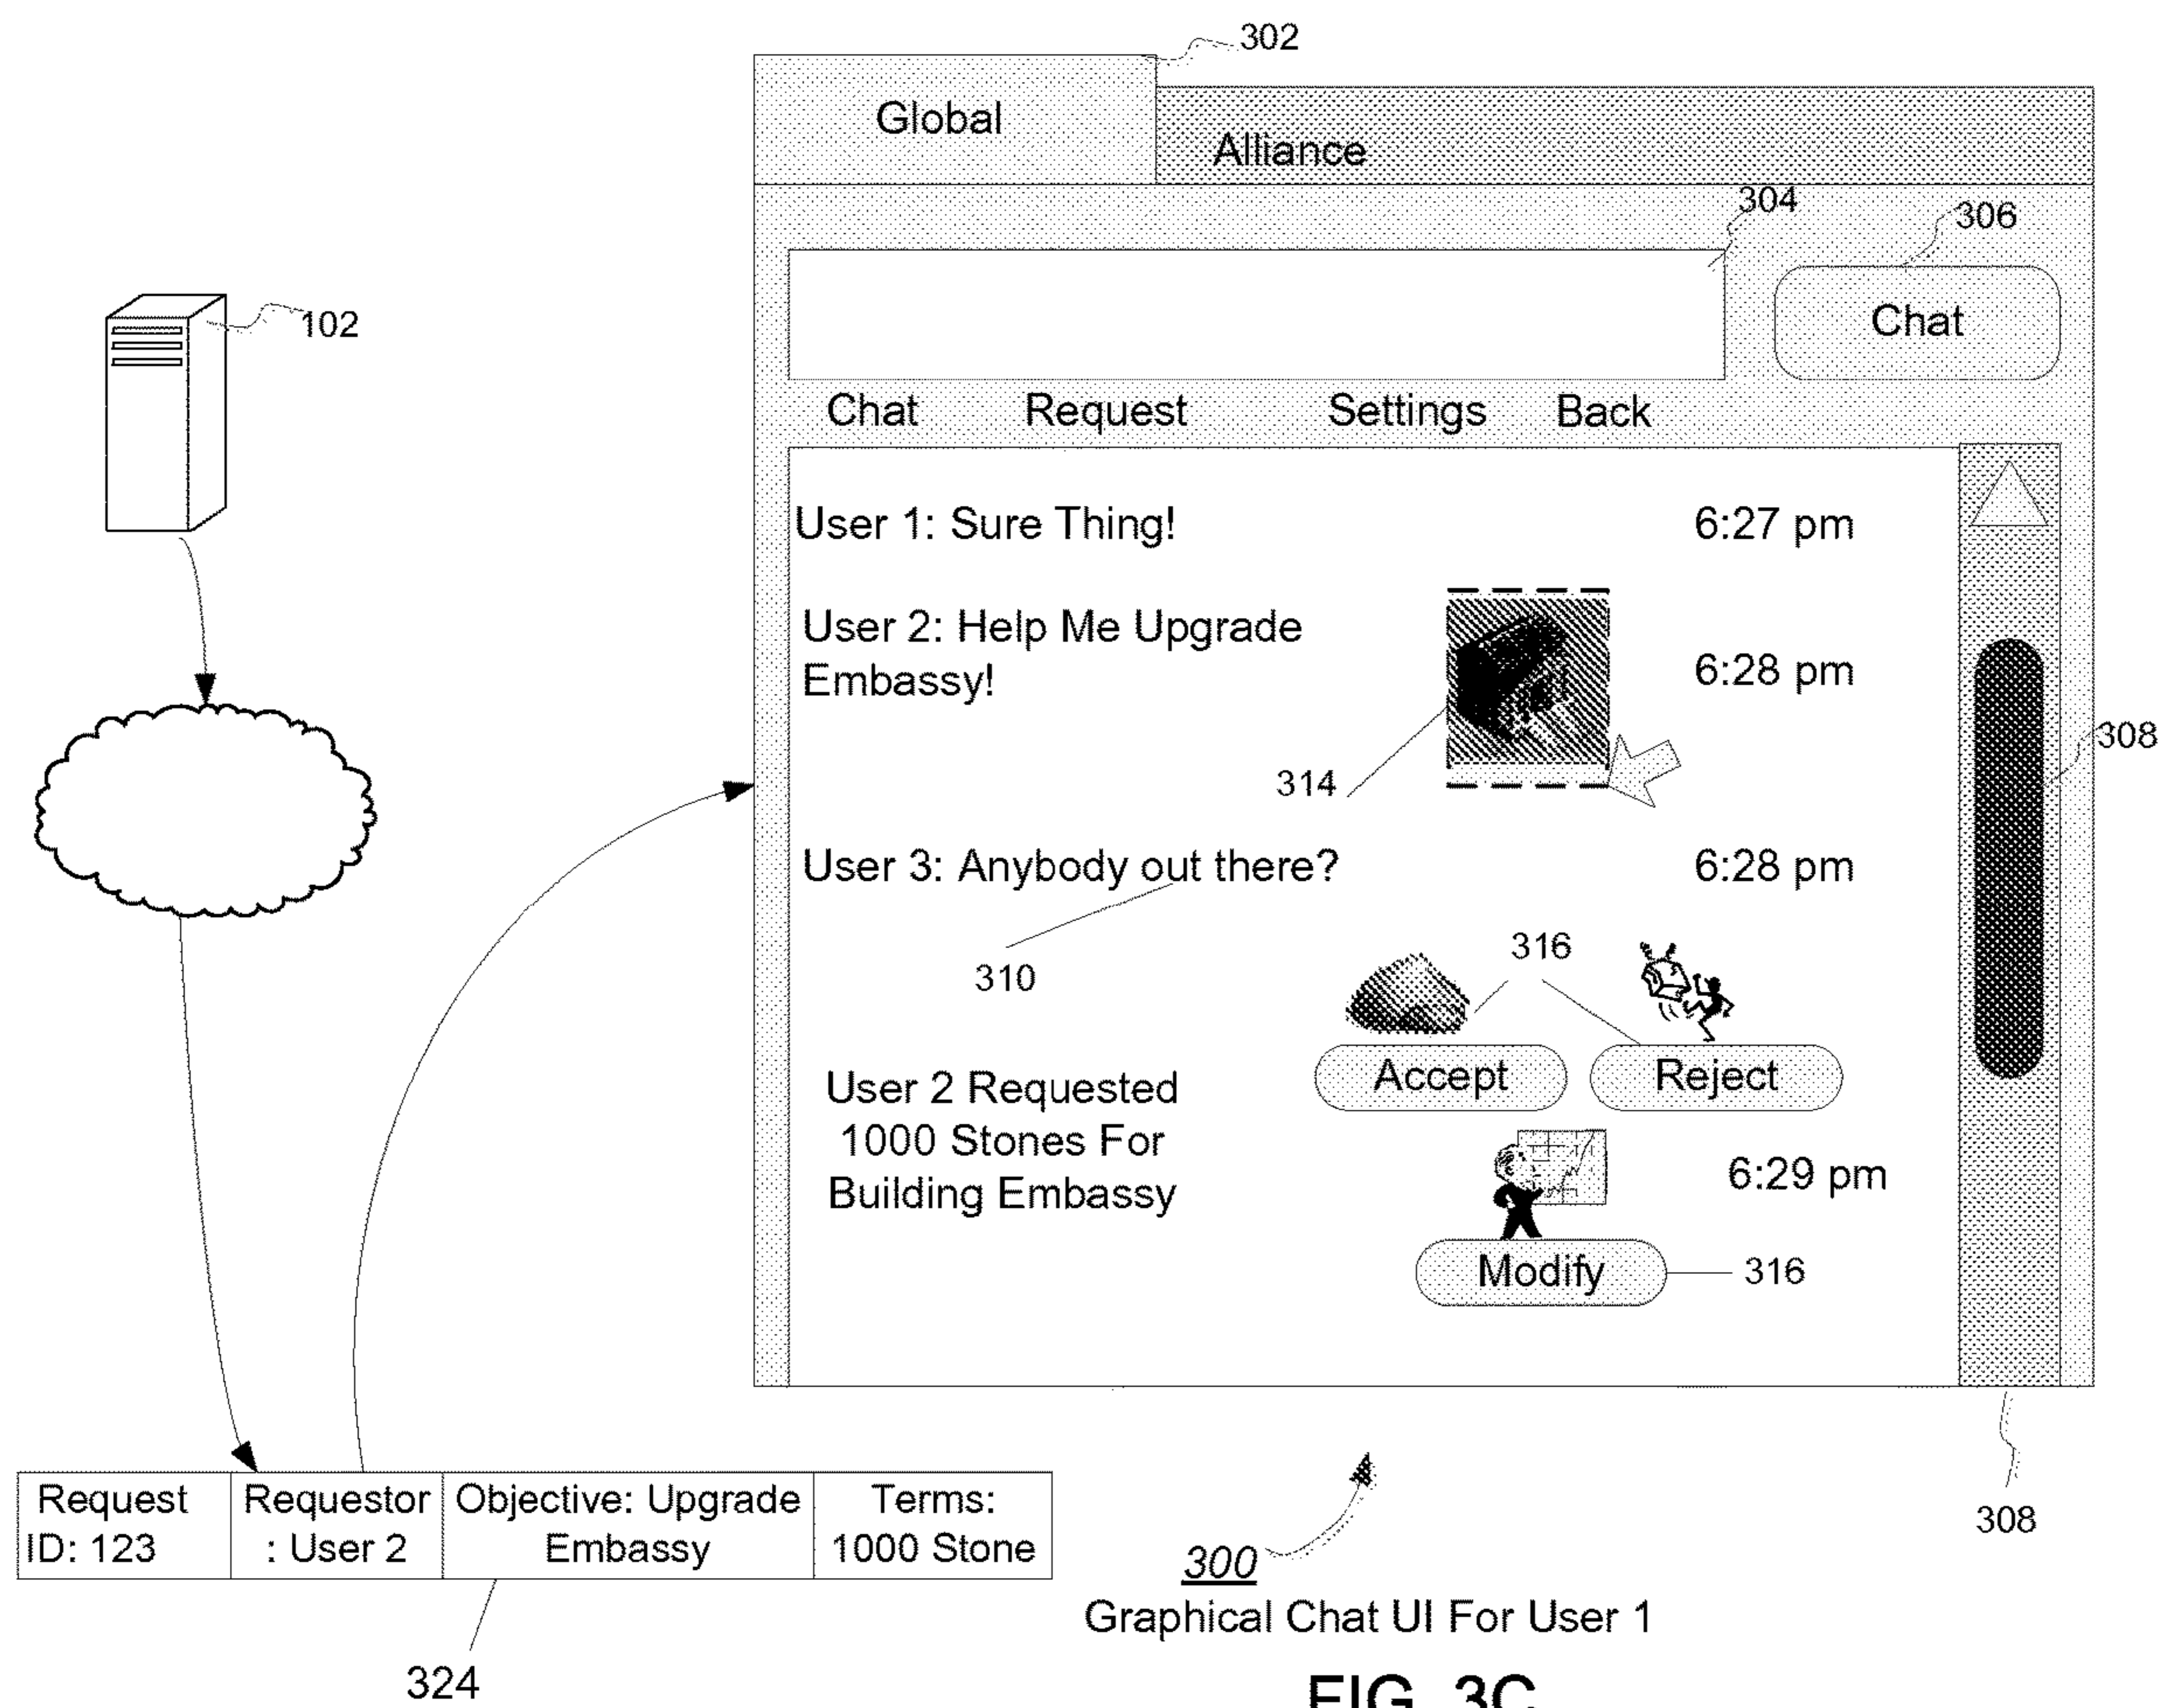 302
Global
Alliance
304
306
Chat
102
Chat Request Settings Back
User 1: Sure Thing! 6:27 pm
User 2: Help Me Upgrade
Embassy!
6:28 pm
308
314
User 3: Anybody out there? 6:28 pm
316
310
Accept Reject
User 2 Requested
1000 Stones For
Building Embassy
6:29 pm
Modify 316
308
Request
ID: 123
Requestor
: User 2
Objective: Upgrade
Embassy
Terms:
1000 Stone
300
Graphical Chat UI For User 1
324
FIG. 3C